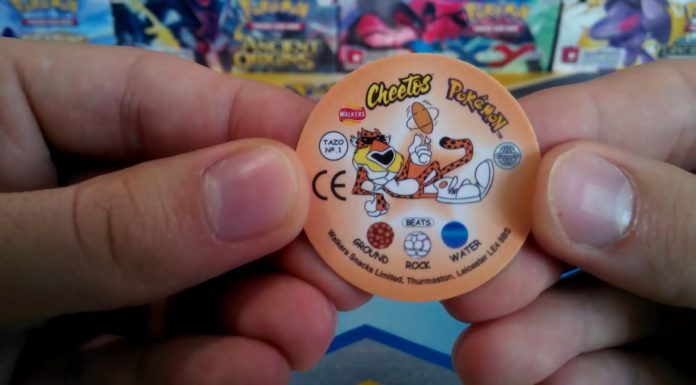 Pokémon
ANCIENT
ORIGINS
Cheetos
Pokémon
WALKERS
TAZO
Nº.1
CE
BEATS
GROUND
ROCK
WATER
Walkers Snacks Limited, Thurmaston, Leicester LE4 8BS